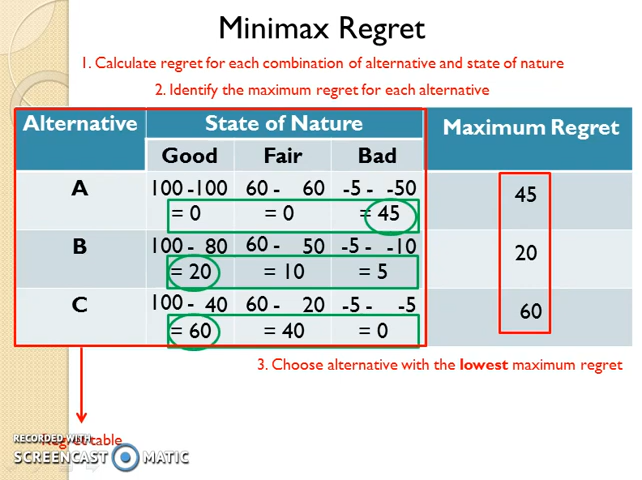 Minimax Regret
1. Calculate regret for each combination of alternative and state of nature
2. Identify the maximum regret for each alternative
Alternative State of Nature Maximum Regret
Good Fair Bad
A 100 -100 60 - 60 -5 - -50 45
= 0 = 0 = 45
B 100 - 80 60 - 50 -5 - -10 20
= 20 = 10 = 5
C 100 - 40 60 - 20 -5 - -5 60
= 60 = 40 = 0
3. Choose alternative with the lowest maximum regret
Regret table
RECORDED WITH
SCREENCAST MATIC